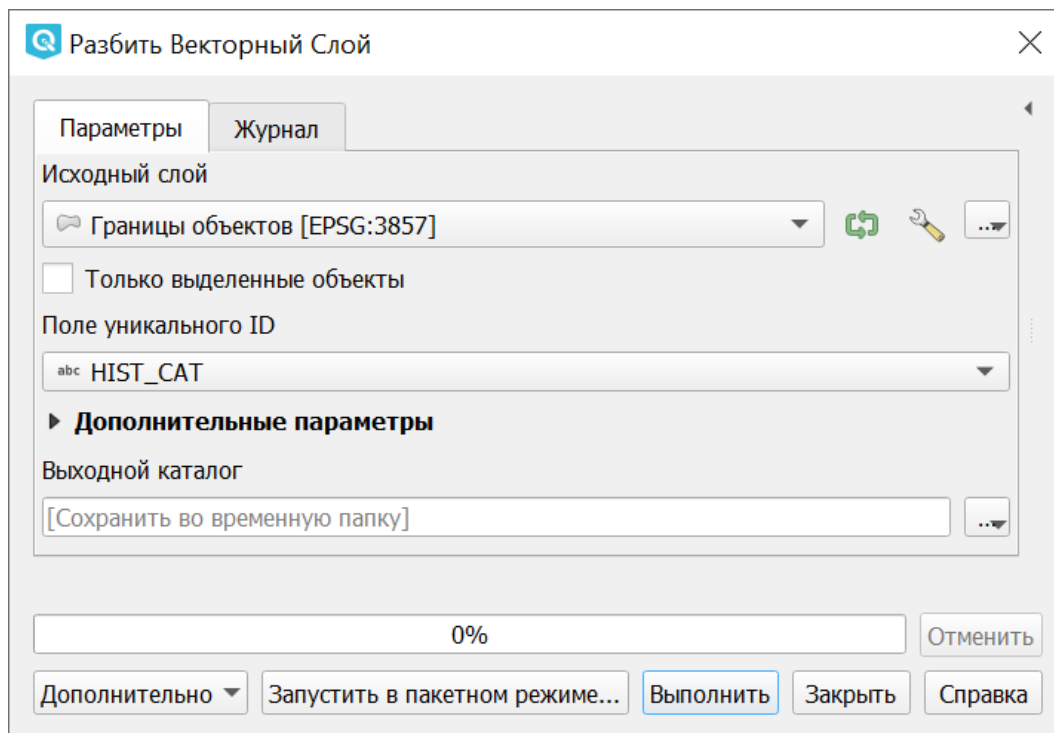 Разбить Векторный Слой
Параметры
Журнал
Исходный слой
Границы объектов [EPSG:3857]
...
Только выделенные объекты
Поле уникального ID
abc HIST_CAT
Дополнительные параметры
Выходной каталог
[Сохранить во временную папку]
...
0%
Отменить
Дополнительно
Запустить в пакетном режиме...
Выполнить
Закрыть
Справка